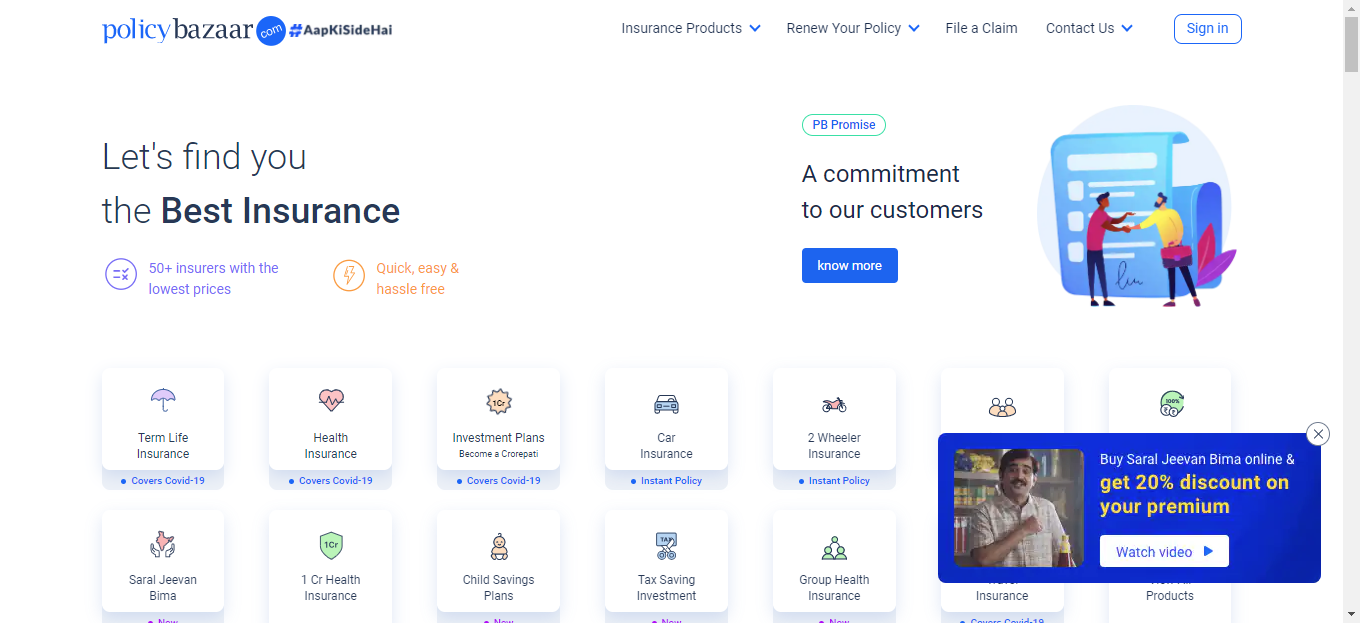 policybazaar com #AapKiSideHai
Insurance Products Renew Your Policy File a Claim Contact Us Sign in
Let's find you
the Best Insurance
50+ insurers with the
lowest prices
Quick, easy &
hassle free
PB Promise
A commitment
to our customers
know more
Term Life
Insurance
Covers Covid-19
Health
Insurance
Covers Covid-19
1Cr
Investment Plans
Become a Crorepati
Covers Covid-19
Car
Insurance
Instant Policy
2 Wheeler
Insurance
Instant Policy
100%
Buy Saral Jeevan Bima online &
get 20% discount on
your premium
Watch video
Saral Jeevan
Bima
New
1Cr
1 Cr Health
Insurance
Child Savings
Plans
New
TAX
Tax Saving
Investment
New
Group Health
Insurance
New
Insurance
Covers Covid-19
Products